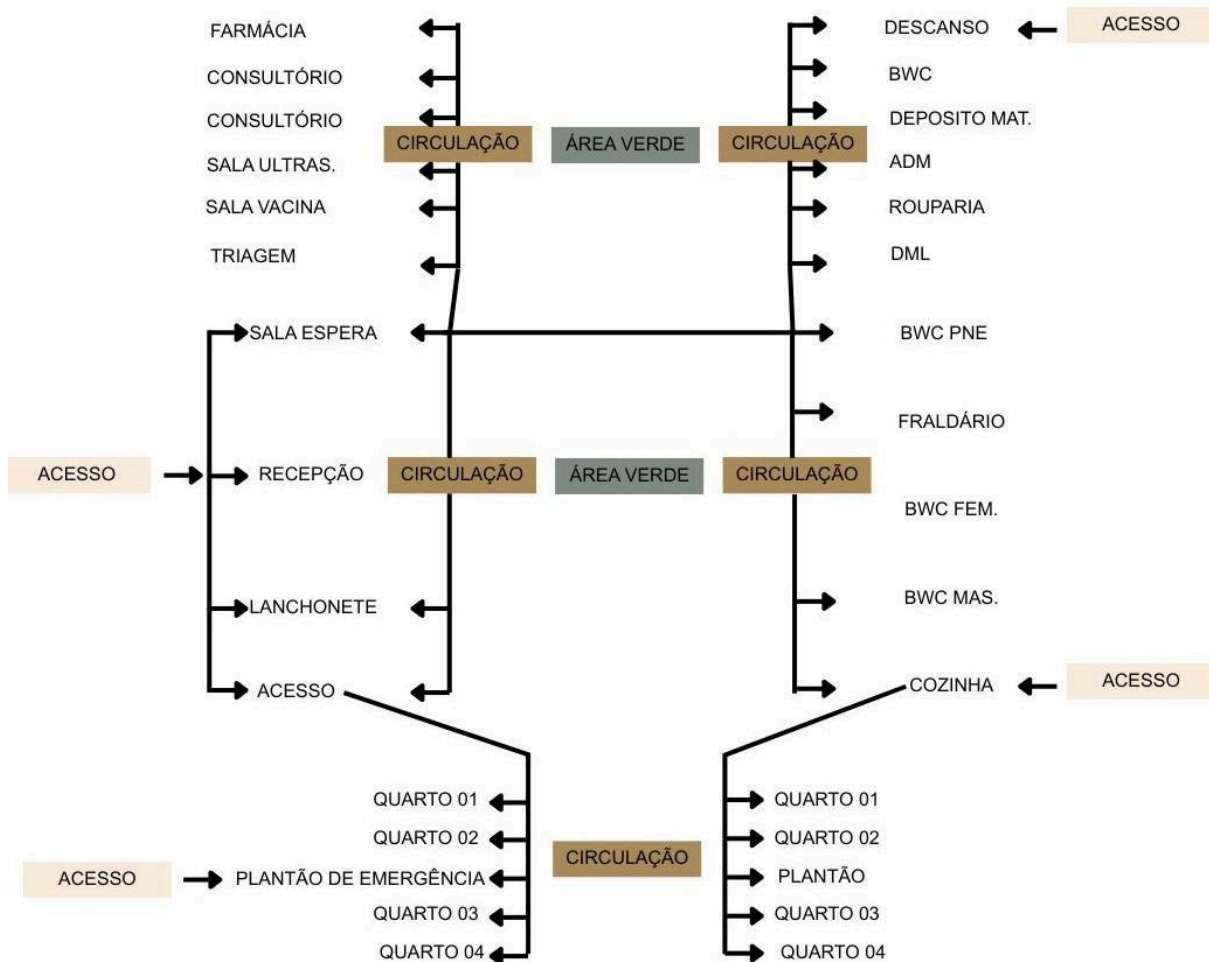 FARMÁCIA
DESCANSO
ACESSO
CONSULTÓRIO
BWC
CONSULTÓRIO
DEPOSITO MAT.
CIRCULAÇÃO
ÁREA VERDE
CIRCULAÇÃO
SALA ULTRAS.
ADM
SALA VACINA
ROUPARIA
TRIAGEM
DML
SALA ESPERA
BWC PNE
FRALDÁRIO
ACESSO
RECEPÇÃO
CIRCULAÇÃO
ÁREA VERDE
CIRCULAÇÃO
BWC FEM.
LANCHONETE
BWC MAS.
ACESSO
COZINHA
ACESSO
QUARTO 01
QUARTO 01
QUARTO 02
QUARTO 02
CIRCULAÇÃO
ACESSO
PLANTÃO DE EMERGÊNCIA
PLANTÃO
QUARTO 03
QUARTO 03
QUARTO 04
QUARTO 04